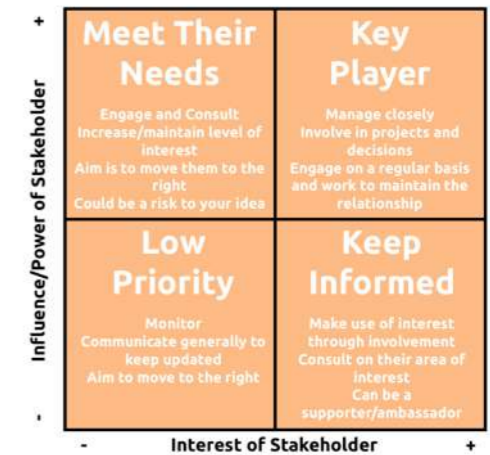 +
Influence/Power of Stakeholder
-
Meet Their
Needs
Engage and Consult
Increase/maintain level of
interest
Aim is to move them to the
right
Could be a risk to your idea
Key
Player
Manage closely
Involve in projects and
decisions
Engage on a regular basis
and work to maintain the
relationship
Low
Priority
Monitor
Communicate generally to
keep updated
Aim to move to the right
Keep
Informed
Make use of interest
through involvement
Consult on their area of
interest
Can be a
supporter/ambassador
-
Interest of Stakeholder
+